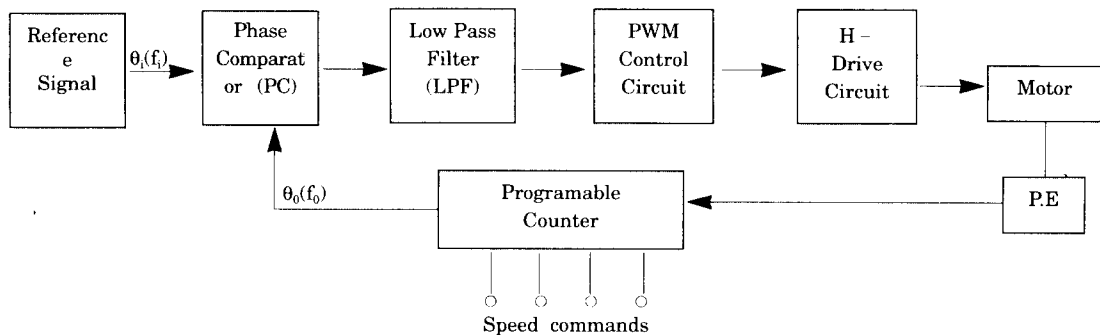 Referenc
e
Signal
θi(fi)
Phase
Comparat
or (PC)
Low Pass
Filter
(LPF)
PWM
Control
Circuit
H –
Drive
Circuit
Motor
P.E
Programable
Counter
θ0(f0)
Speed commands